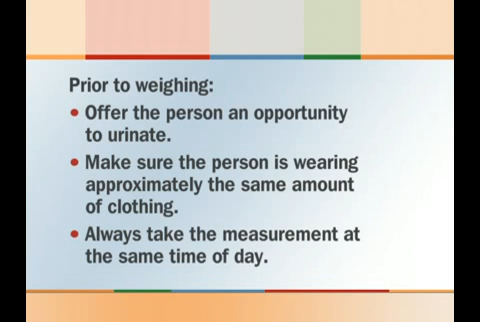 Prior to weighing:
• Offer the person an opportunity
to urinate.
• Make sure the person is wearing
approximately the same amount
of clothing.
• Always take the measurement at
the same time of day.